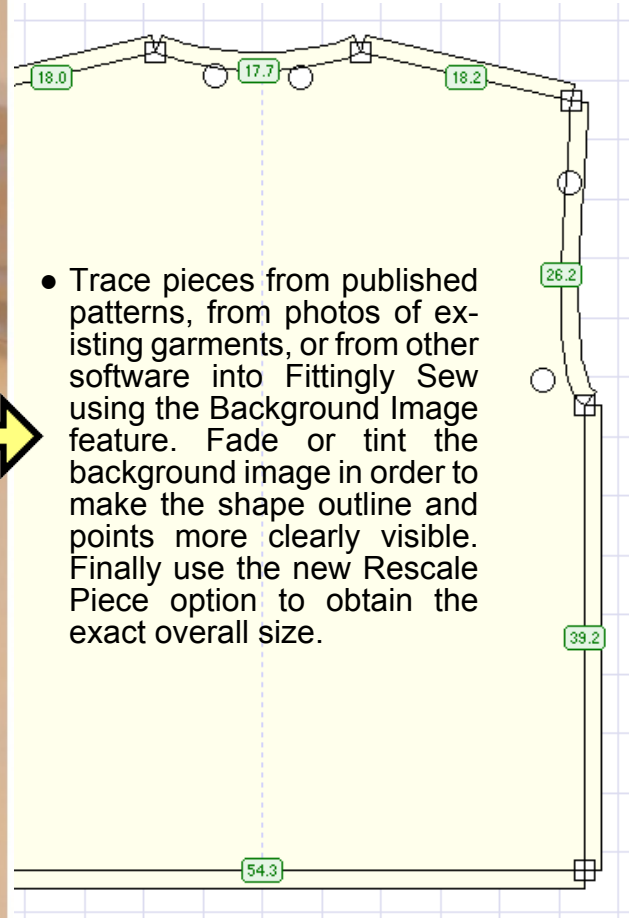 18.0 17.7 18.2
26.2
● Trace pieces from published
patterns, from photos of ex-
isting garments, or from other
software into Fittingly Sew
using the Background Image
feature. Fade or tint the
background image in order to
make the shape outline and
points more clearly visible.
Finally use the new Rescale
Piece option to obtain the
exact overall size.
39.2
54.3